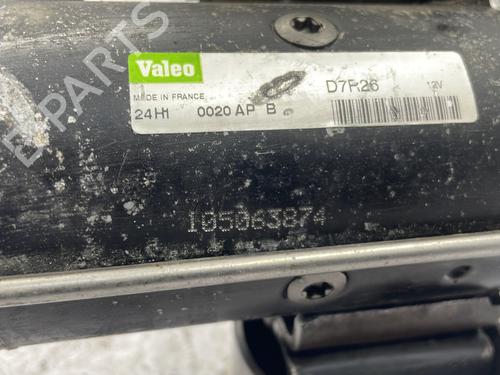 B-PARTS
Valeo
D7R26
MADE IN FRANCE
12V
24H1 0020 AP B
105063874